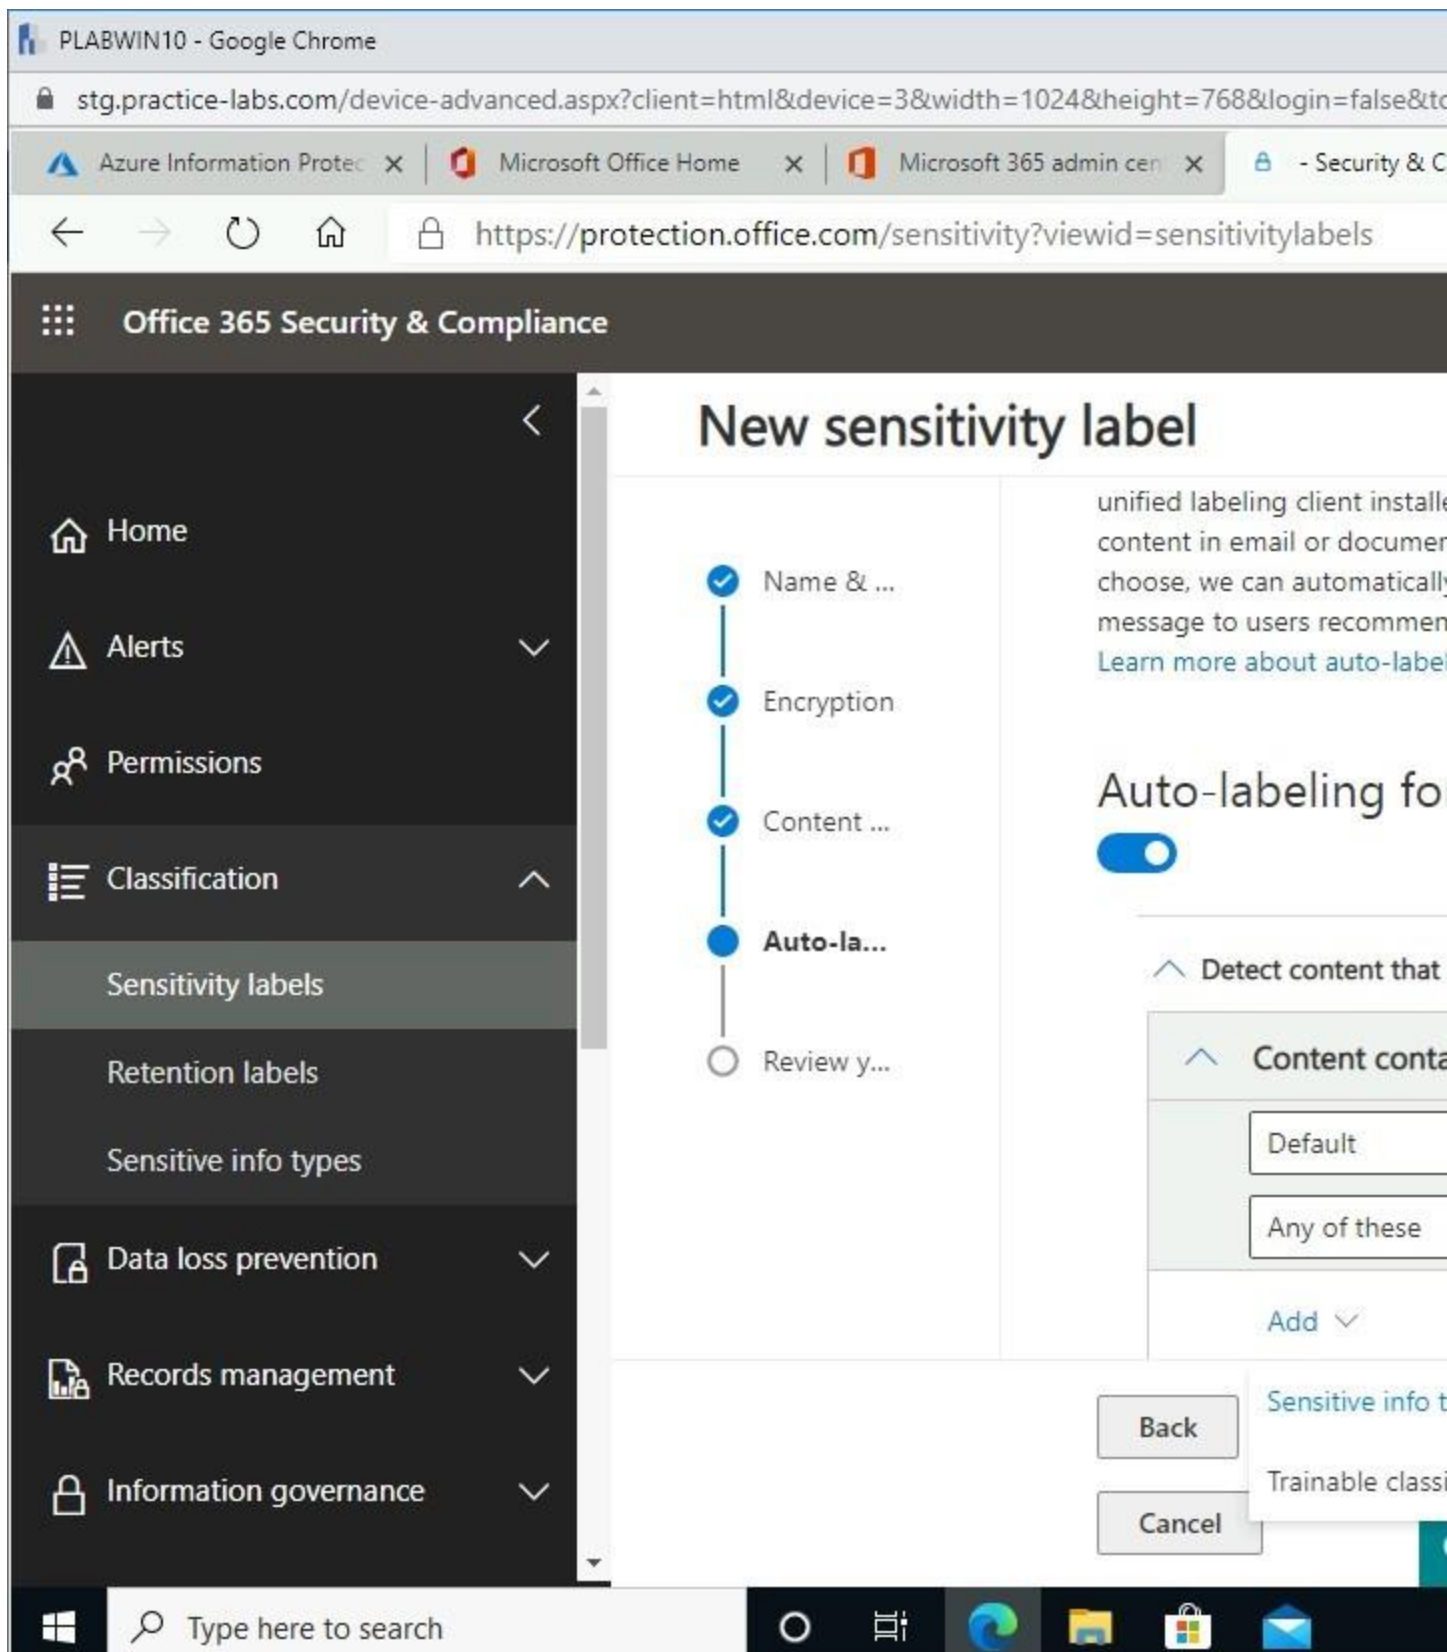 PLABWIN10 - Google Chrome
stg.practice-labs.com/device-advanced.aspx?client=html&device=3&width=1024&height=768&login=false&to
Azure Information Protec
Microsoft Office Home
Microsoft 365 admin cen
- Security & C
https://protection.office.com/sensitivity?viewid=sensitivitylabels
Office 365 Security & Compliance
Home
Alerts
Permissions
Classification
Sensitivity labels
Retention labels
Sensitive info types
Data loss prevention
Records management
Information governance
New sensitivity label
Name & ...
Encryption
Content ...
Auto-la...
Review y...
unified labeling client installe
content in email or documen
choose, we can automatically
message to users recommen
Learn more about auto-label
Auto-labeling for
Detect content that
Content conta
Default
Any of these
Add
Sensitive info t
Trainable classi
Back
Cancel
Type here to search